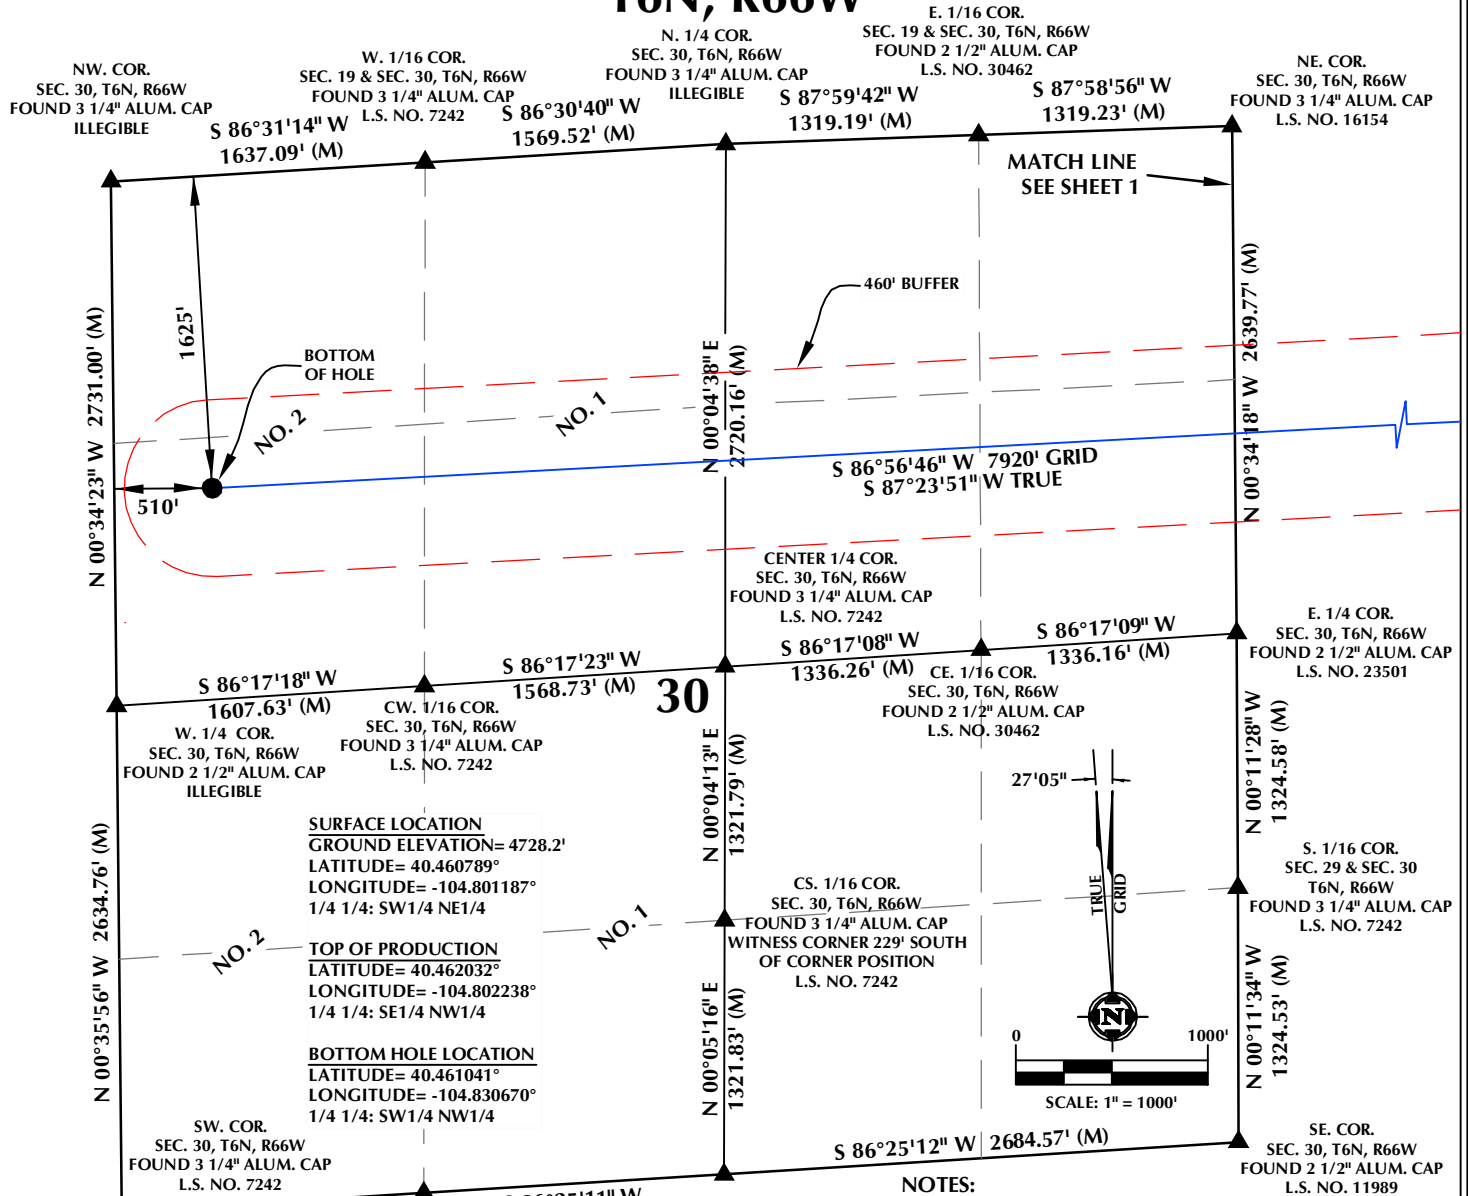 T6N, R66W
NW. COR.
SEC. 30, T6N, R66W
FOUND 3 1/4" ALUM. CAP
ILLEGIBLE
W. 1/16 COR.
SEC. 19 & SEC. 30, T6N, R66W
FOUND 3 1/4" ALUM. CAP
L.S. NO. 7242
N. 1/4 COR.
SEC. 30, T6N, R66W
FOUND 3 1/4" ALUM. CAP
ILLEGIBLE
E. 1/16 COR.
SEC. 19 & SEC. 30, T6N, R66W
FOUND 2 1/2" ALUM. CAP
L.S. NO. 30462
NE. COR.
SEC. 30, T6N, R66W
FOUND 3 1/4" ALUM. CAP
L.S. NO. 16154
S 86°31'14" W
1637.09' (M)
S 86°30'40" W
1569.52' (M)
S 87°59'42" W
1319.19' (M)
S 87°58'56" W
1319.23' (M)
MATCH LINE
SEE SHEET 1
460' BUFFER
1625'
BOTTOM
OF HOLE
NO. 2
NO. 1
510'
N 00°34'23" W 2731.00' (M)
N 00°04'38" E
2720.16' (M)
N 00°34'18" W 2639.77' (M)
S 86°56'46" W 7920' GRID
S 87°23'51" W TRUE
CENTER 1/4 COR.
SEC. 30, T6N, R66W
FOUND 3 1/4" ALUM. CAP
L.S. NO. 7242
S 86°17'18" W
1607.63' (M)
S 86°17'23" W
1568.73' (M)
30
S 86°17'08" W
1336.26' (M)
S 86°17'09" W
1336.16' (M)
E. 1/4 COR.
SEC. 30, T6N, R66W
FOUND 2 1/2" ALUM. CAP
L.S. NO. 23501
W. 1/4 COR.
SEC. 30, T6N, R66W
FOUND 2 1/2" ALUM. CAP
ILLEGIBLE
CW. 1/16 COR.
SEC. 30, T6N, R66W
FOUND 3 1/4" ALUM. CAP
L.S. NO. 7242
CE. 1/16 COR.
SEC. 30, T6N, R66W
FOUND 2 1/2" ALUM. CAP
L.S. NO. 30462
N 00°35'56" W 2634.76' (M)
N 00°04'13" E
1321.79' (M)
N 00°11'28" W
1324.58' (M)
27'05"
TRUE
GRID
N
SURFACE LOCATION
GROUND ELEVATION= 4728.2'
LATITUDE= 40.460789°
LONGITUDE= -104.801187°
1/4 1/4: SW1/4 NE1/4
TOP OF PRODUCTION
LATITUDE= 40.462032°
LONGITUDE= -104.802238°
1/4 1/4: SE1/4 NW1/4
BOTTOM HOLE LOCATION
LATITUDE= 40.461041°
LONGITUDE= -104.830670°
1/4 1/4: SW1/4 NW1/4
NO. 2
NO. 1
CS. 1/16 COR.
SEC. 30, T6N, R66W
FOUND 3 1/4" ALUM. CAP
WITNESS CORNER 229' SOUTH
OF CORNER POSITION
L.S. NO. 7242
S. 1/16 COR.
SEC. 29 & SEC. 30
T6N, R66W
FOUND 3 1/4" ALUM. CAP
L.S. NO. 7242
N 00°05'16" E
1321.83' (M)
N 00°11'34" W
1324.53' (M)
0 1000'
SCALE: 1" = 1000'
SW. COR.
SEC. 30, T6N, R66W
FOUND 3 1/4" ALUM. CAP
L.S. NO. 7242
S 86°25'12" W 2684.57' (M)
SE. COR.
SEC. 30, T6N, R66W
FOUND 2 1/2" ALUM. CAP
L.S. NO. 11989
NOTES: